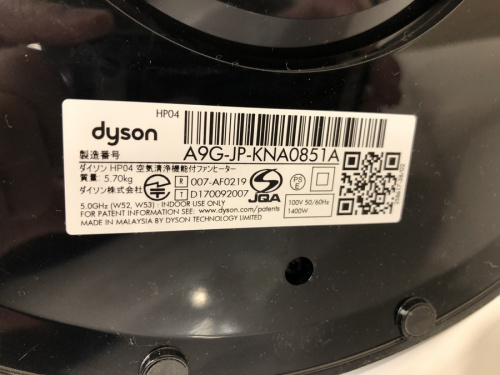 HP04
dyson
製造番号 A9G-JP-KNA0851A
ダイソン HP04 空気清浄機能付ファンヒーター
質量: 5.70kg
ダイソン株式会社
R 007-AF0219
T D170092007
JQA
PS
E
100V 50/60Hz
1400W
5.0GHz (W52, W53) : INDOOR USE ONLY
FOR PATENT INFORMATION SEE: www.dyson.com/patents
MADE IN MALAYSIA BY DYSON TECHNOLOGY LIMITED